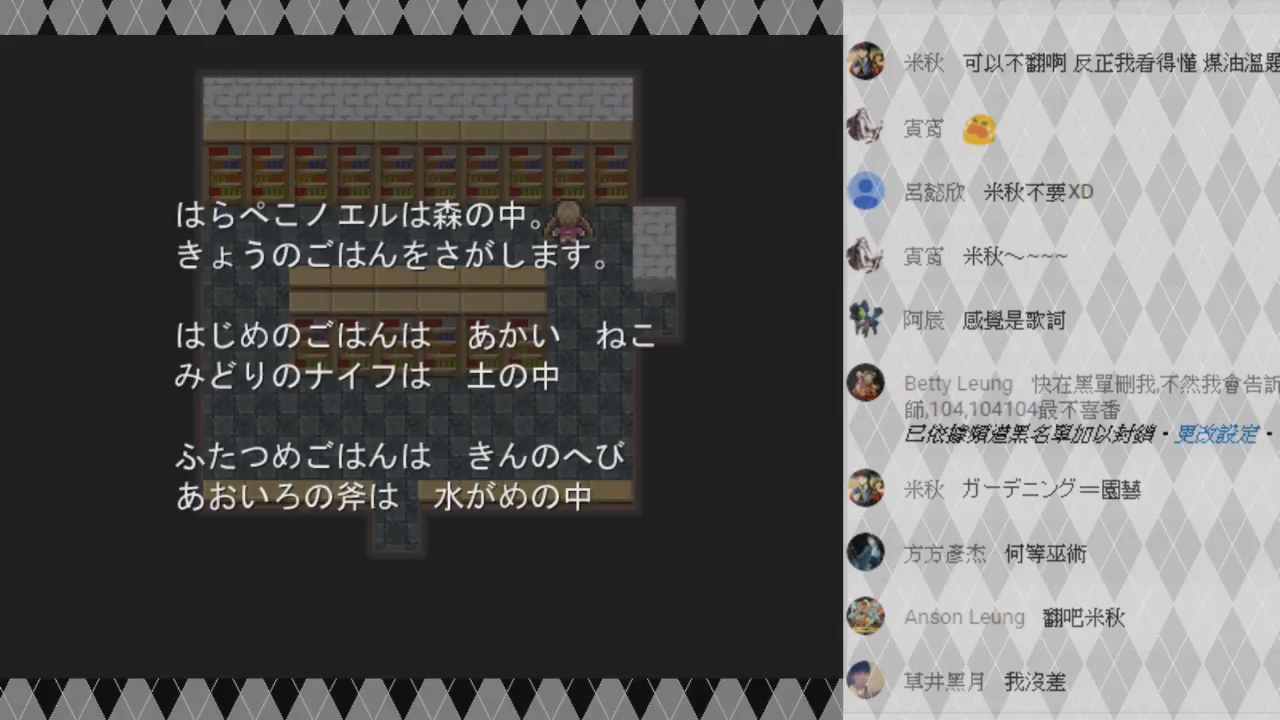 はらぺこノエルは森の中。
きょうのごはんをさがします。
はじめのごはんは　あかい　ねこ
みどりのナイフは　土の中
ふたつめごはんは　きんのへび
あおいろの斧は　水がめの中
米秋 可以不翻啊 反正我看得懂 煤油溫題
寅宵
呂懿欣 米秋不要XD
寅宵 米秋～~~~
阿辰 感覺是歌詞
Betty Leung 快在黑單刪我,不然我會告訴
師,104,104104最不喜番
已依據頻道黑名單加以封鎖・更改設定・
米秋 ガーデニング＝園藝
方方彥杰 何等巫術
Anson Leung 翻吧米秋
草井黑月 我沒差